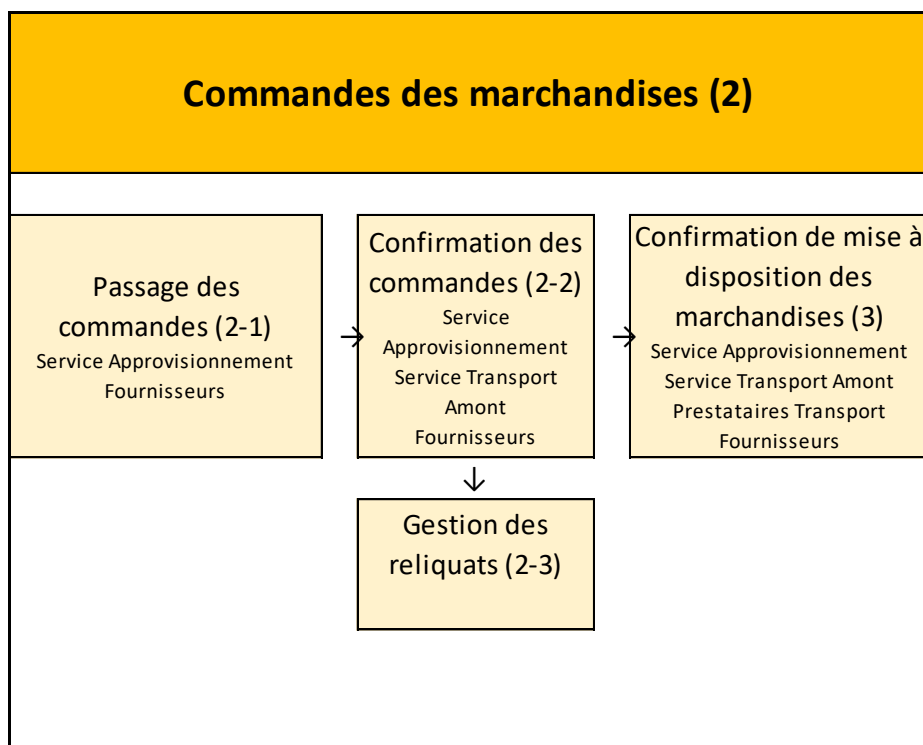 Commandes des marchandises (2)
Passage des
commandes (2-1)
Service Approvisionnement
Fournisseurs
→
Confirmation des
commandes (2-2)
Service
Approvisionnement
Service Transport
Amont
Fournisseurs
→
Confirmation de mise à
disposition des
marchandises (3)
Service Approvisionnement
Service Transport Amont
Prestataires Transport
Fournisseurs
↓
Gestion des
reliquats (2-3)